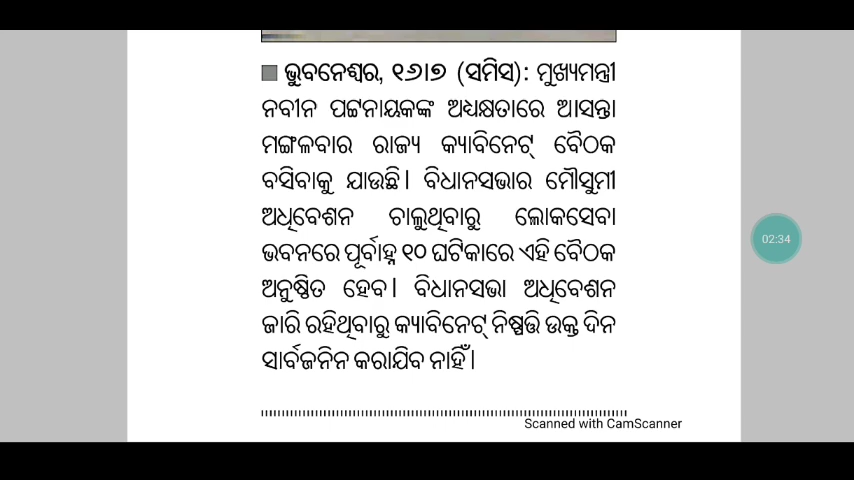 ଭୁବନେଶ୍ୱର, ୧୬।୭ (ସମିସ): ମୁଖ୍ୟମନ୍ତ୍ରୀ
ନବୀନ ପଟ୍ଟନାୟକଙ୍କ ଅଧ୍ୟକ୍ଷତାରେ ଆସନ୍ତା
ମଙ୍ଗଳବାର ରାଜ୍ୟ କ୍ୟାବିନେଟ୍ ବୈଠକ
ବସିବାକୁ ଯାଉଛି। ବିଧାନସଭାର ମୌସୁମୀ
ଅଧିବେଶନ ଚାଲୁଥିବାରୁ ଲୋକସେବା
ଭବନରେ ପୂର୍ବାହ୍ନ ୧୦ ଘଟିକାରେ ଏହି ବୈଠକ
ଅନୁଷ୍ଠିତ ହେବ। ବିଧାନସଭା ଅଧିବେଶନ
ଜାରି ରହିଥିବାରୁ କ୍ୟାବିନେଟ୍ ନିଷ୍ପତ୍ତି ଉକ୍ତ ଦିନ
ସାର୍ବଜନିନ କରାଯିବ ନାହିଁ।
02:34
Scanned with CamScanner